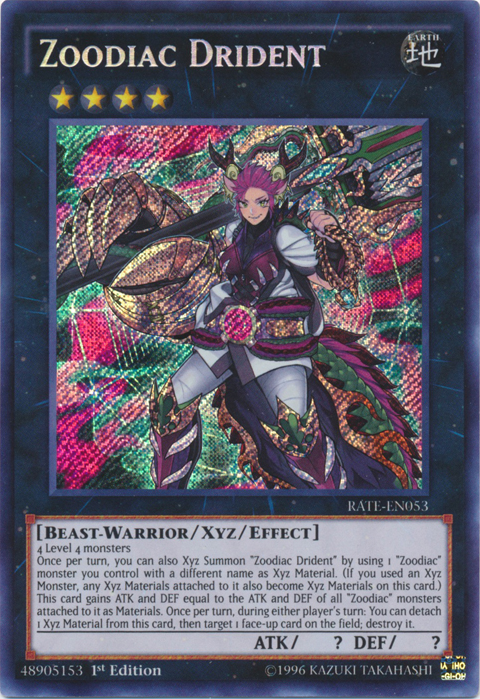 ZOODIAC DRIDENT
EARTH
地
RATE-EN053
[BEAST-WARRIOR/XYZ/EFFECT]
4 Level 4 monsters
Once per turn, you can also Xyz Summon "Zoodiac Drident" by using 1 "Zoodiac"
monster you control with a different name as Xyz Material. (If you used an Xyz
Monster, any Xyz Materials attached to it also become Xyz Materials on this card.)
This card gains ATK and DEF equal to the ATK and DEF of all "Zoodiac" monsters
attached to it as Materials. Once per turn, during either player's turn: You can detach
1 Xyz Material from this card, then target 1 face-up card on the field; destroy it.
ATK/ ? DEF/ ?
48905153 1st Edition ©1996 KAZUKI TAKAHASHI